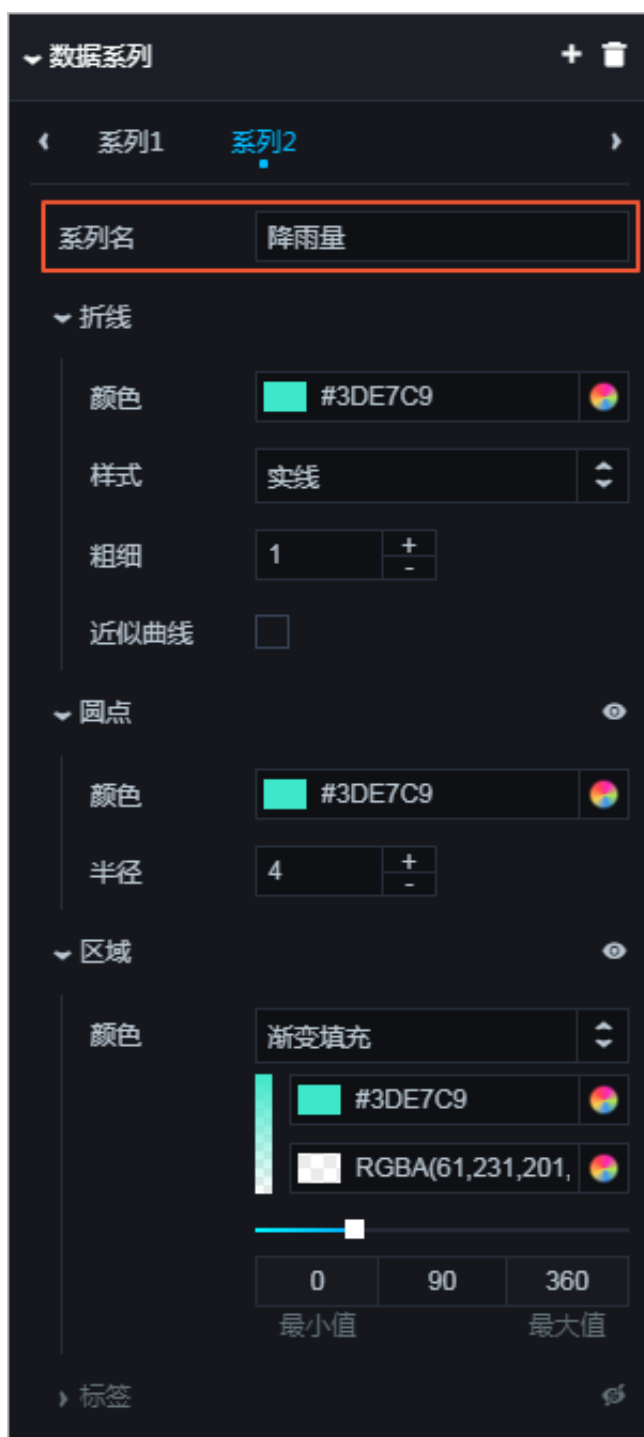 数据系列
系列1 系列2
系列名 降雨量
折线
颜色 #3DE7C9
样式 实线
粗细 1 + -
近似曲线
圆点
颜色 #3DE7C9
半径 4 + -
区域
颜色 渐变填充
#3DE7C9
RGBA(61,231,201,
0 90 360
最小值 最大值
标签